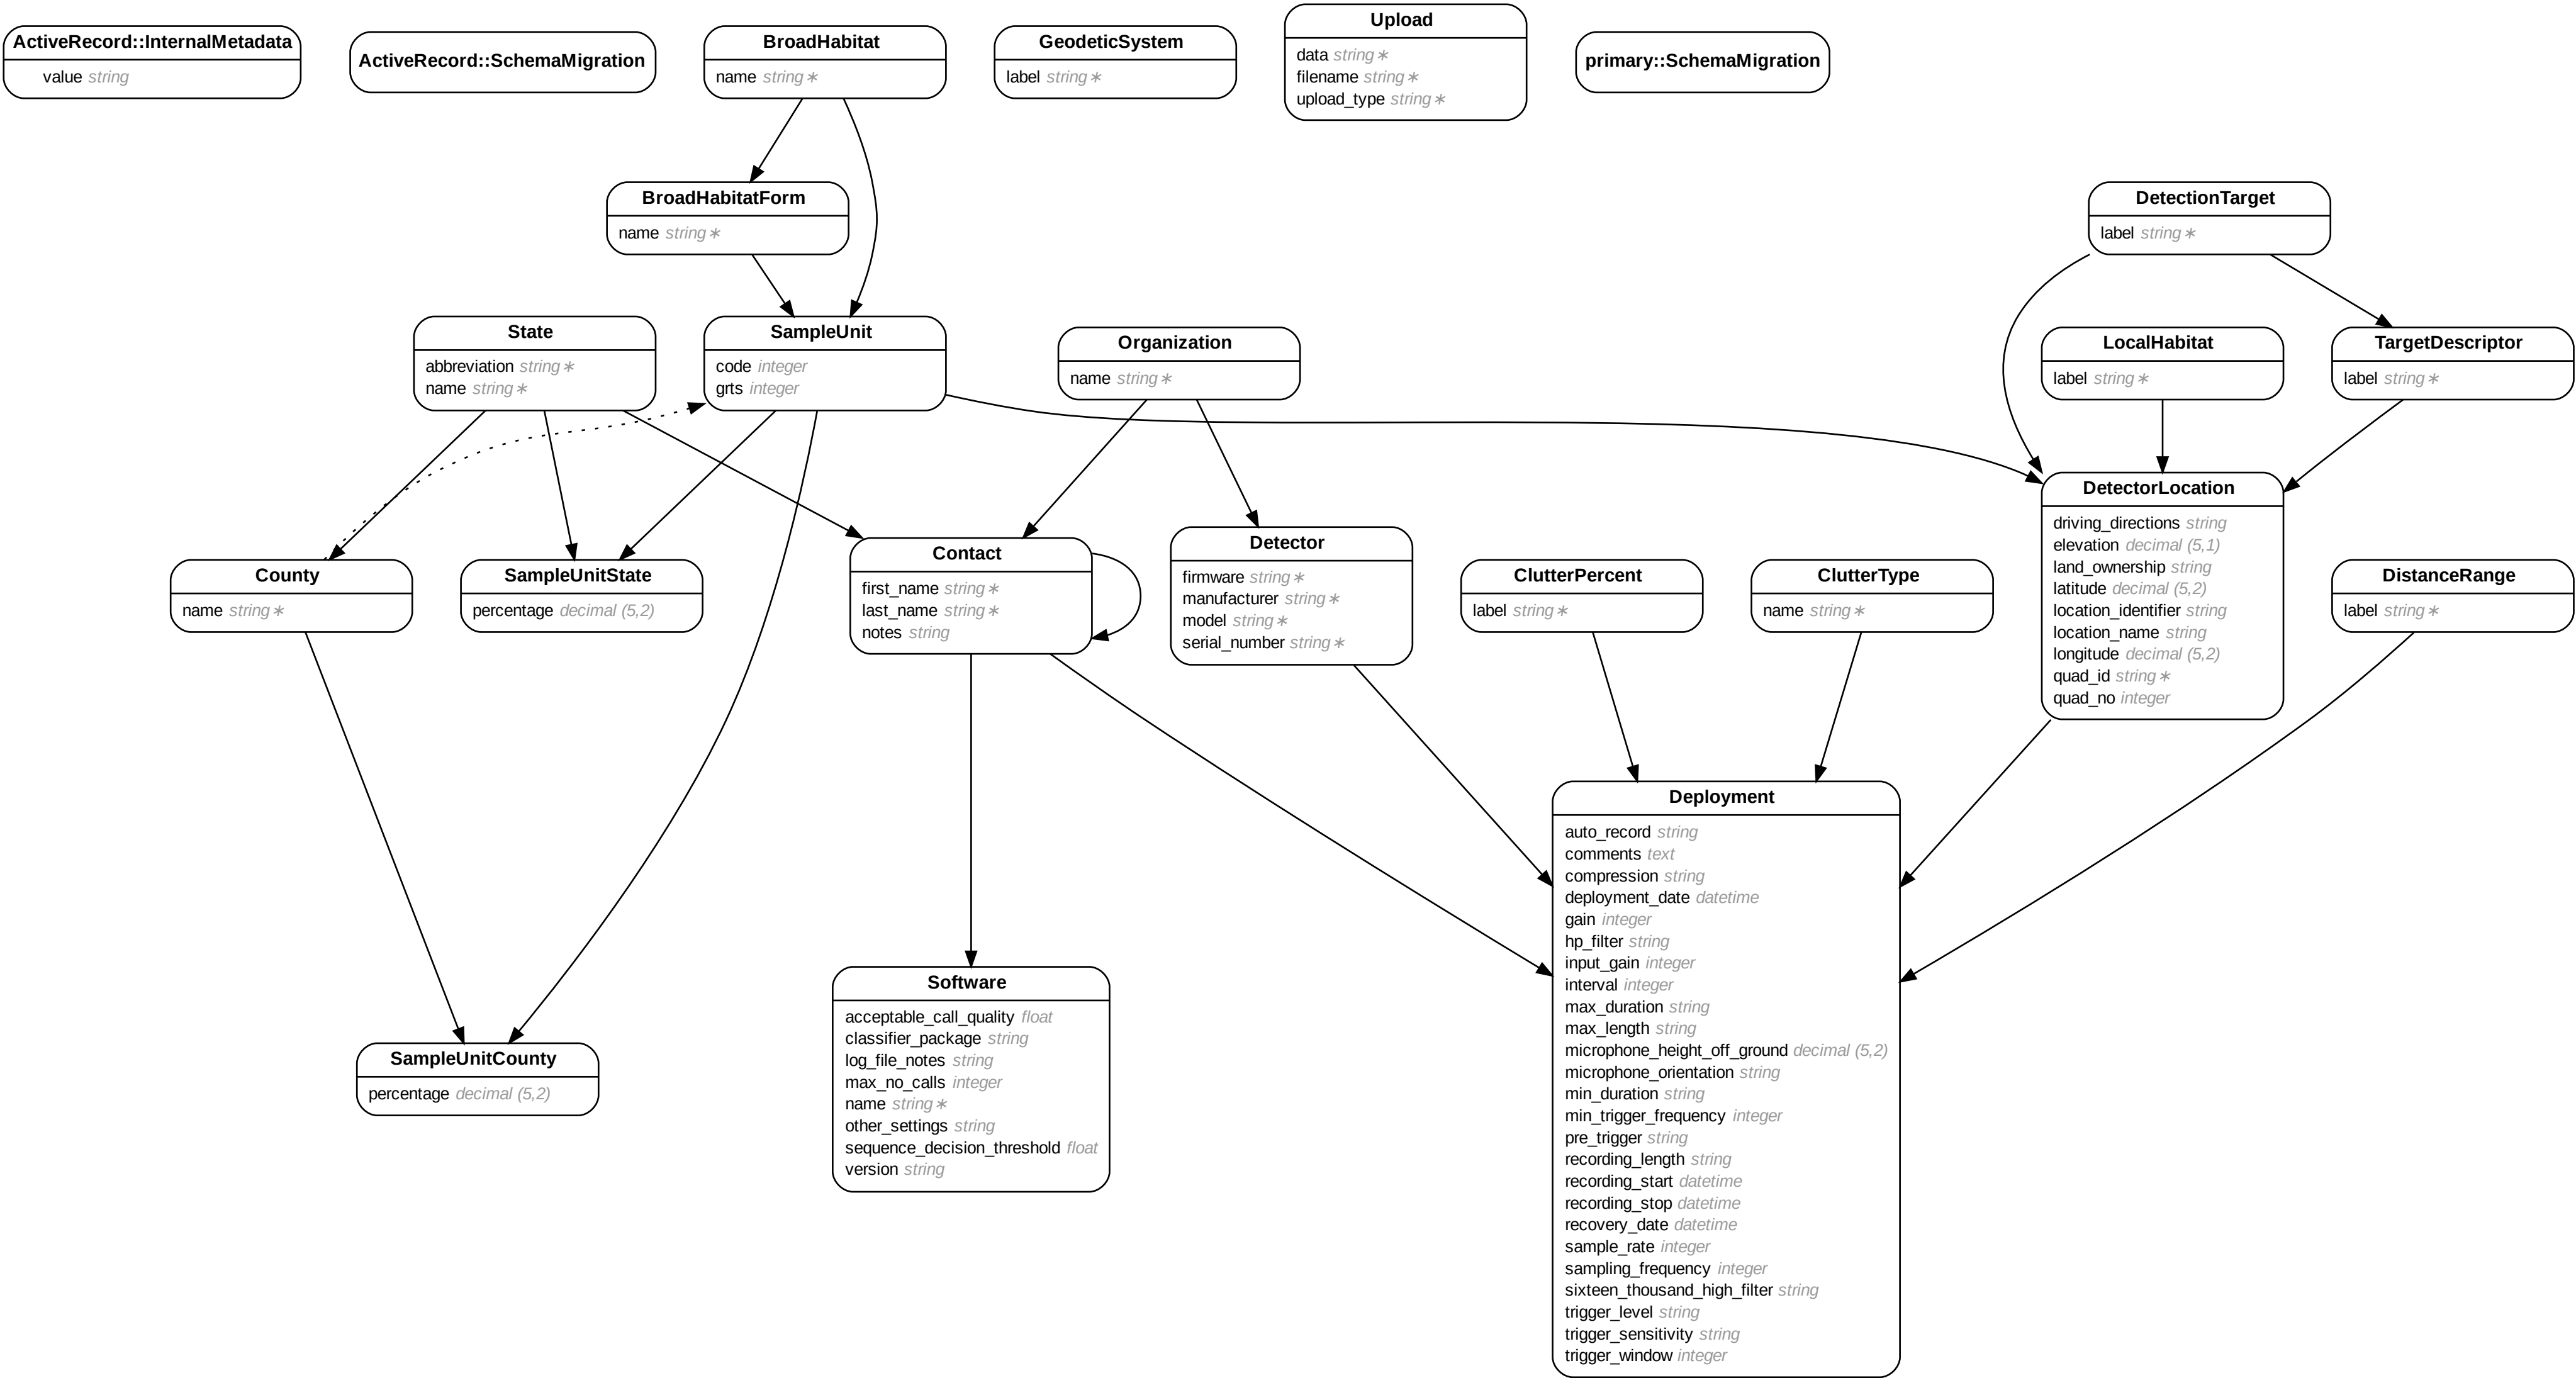 ActiveRecord::InternalMetadata
value string
ActiveRecord::SchemaMigration
BroadHabitat
name string∗
GeodeticSystem
label string∗
Upload
data string∗
filename string∗
upload_type string∗
primary::SchemaMigration
BroadHabitatForm
name string∗
DetectionTarget
label string∗
State
abbreviation string∗
name string∗
SampleUnit
code integer
grts integer
Organization
name string∗
LocalHabitat
label string∗
TargetDescriptor
label string∗
County
name string∗
SampleUnitState
percentage decimal (5,2)
Contact
first_name string∗
last_name string∗
notes string
Detector
firmware string∗
manufacturer string∗
model string∗
serial_number string∗
ClutterPercent
label string∗
ClutterType
name string∗
DetectorLocation
driving_directions string
elevation decimal (5,1)
land_ownership string
latitude decimal (5,2)
location_identifier string
location_name string
longitude decimal (5,2)
quad_id string∗
quad_no integer
DistanceRange
label string∗
Deployment
auto_record string
comments text
compression string
deployment_date datetime
gain integer
hp_filter string
input_gain integer
interval integer
max_duration string
max_length string
microphone_height_off_ground decimal (5,2)
microphone_orientation string
min_duration string
min_trigger_frequency integer
pre_trigger string
recording_length string
recording_start datetime
recording_stop datetime
recovery_date datetime
sample_rate integer
sampling_frequency integer
sixteen_thousand_high_filter string
trigger_level string
trigger_sensitivity string
trigger_window integer
Software
acceptable_call_quality float
classifier_package string
log_file_notes string
max_no_calls integer
name string∗
other_settings string
sequence_decision_threshold float
version string
SampleUnitCounty
percentage decimal (5,2)